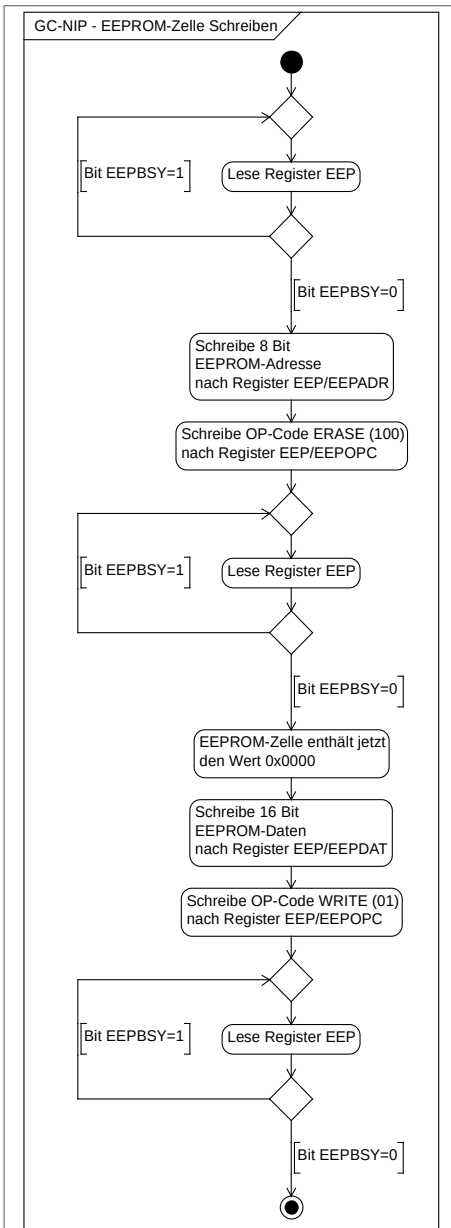 GC-NIP - EEPROM-Zelle Schreiben
Bit EEPBSY=1
Lese Register EEP
Bit EEPBSY=0
Schreibe 8 Bit
EEPROM-Adresse
nach Register EEP/EEPADR
Schreibe OP-Code ERASE (100)
nach Register EEP/EEPOPC
Bit EEPBSY=1
Lese Register EEP
Bit EEPBSY=0
EEPROM-Zelle enthält jetzt
den Wert 0x0000
Schreibe 16 Bit
EEPROM-Daten
nach Register EEP/EEPDAT
Schreibe OP-Code WRITE (01)
nach Register EEP/EEPOPC
Bit EEPBSY=1
Lese Register EEP
Bit EEPBSY=0